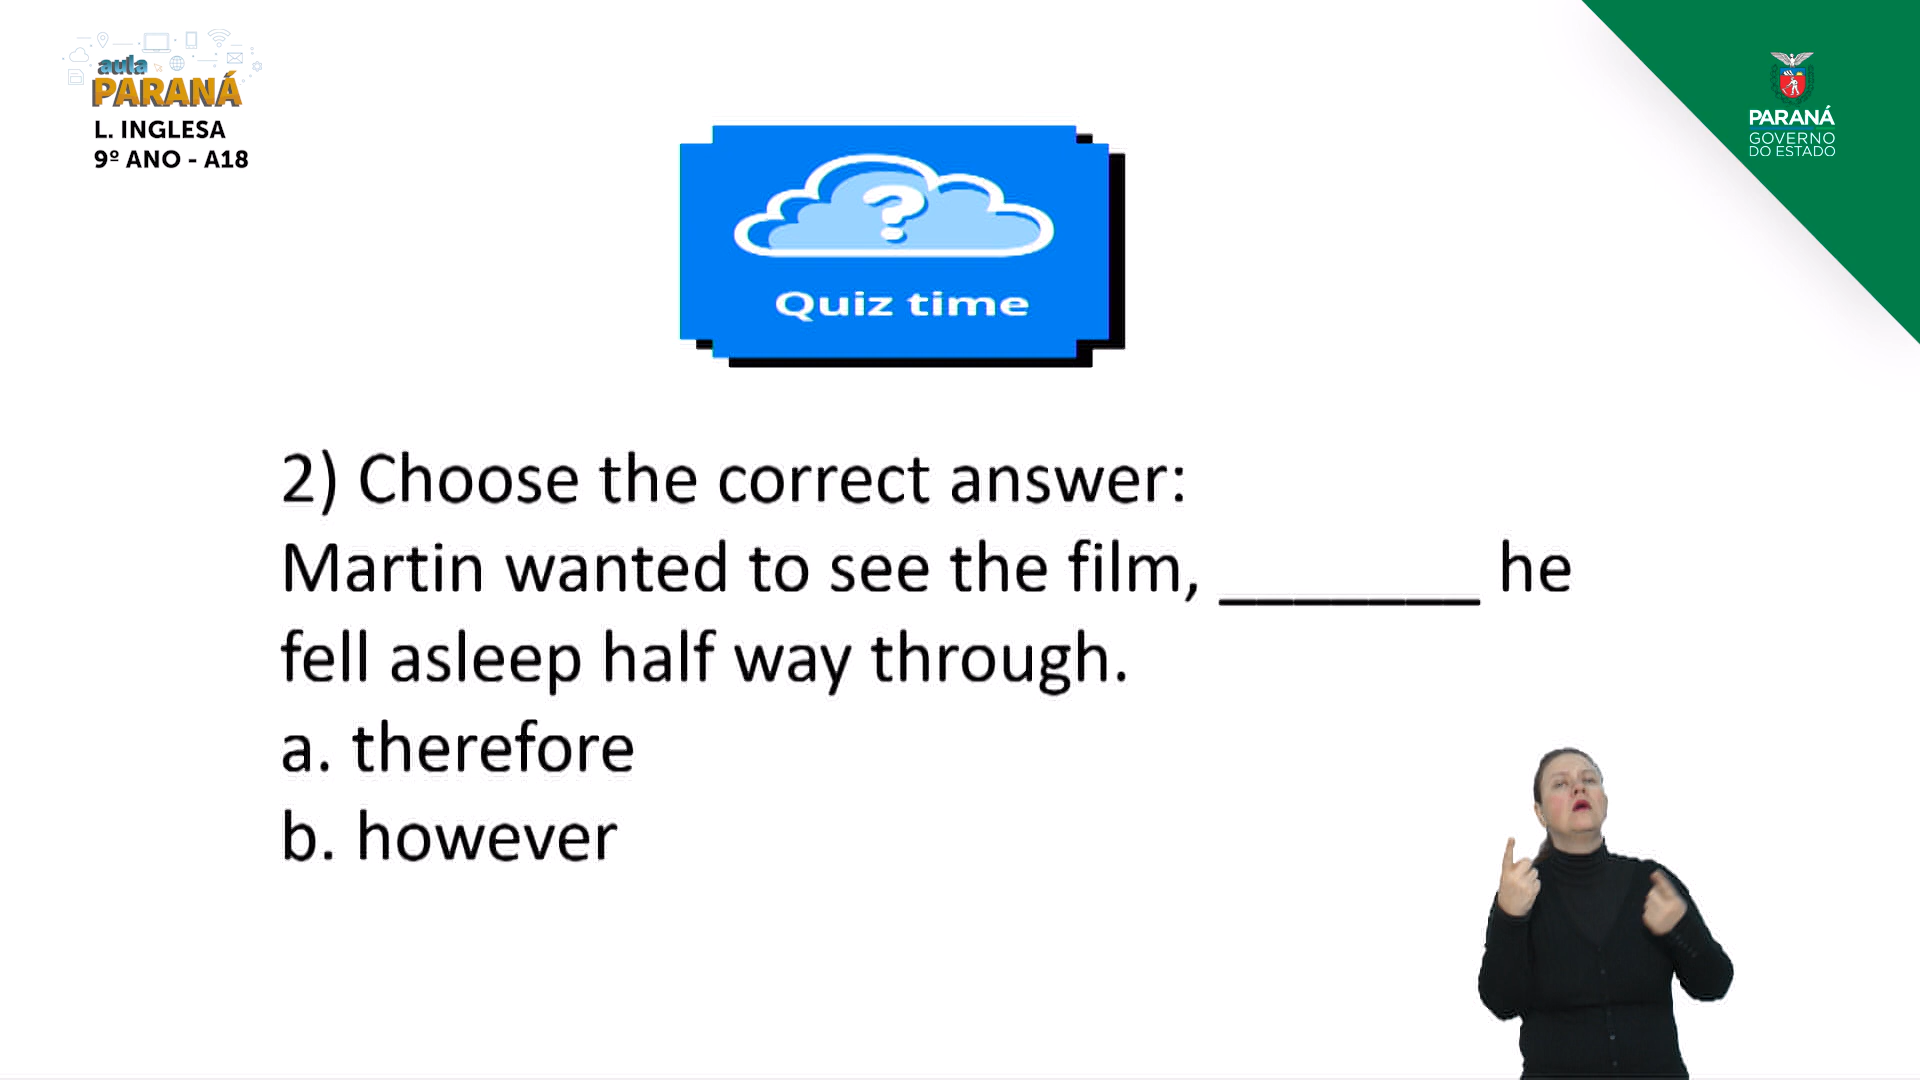 aula
PARANÁ
L. INGLESA
9º ANO - A18
PARANÁ
GOVERNO
DO ESTADO
?
Quiz time
2) Choose the correct answer:
Martin wanted to see the film, _______ he
fell asleep half way through.
a. therefore
b. however